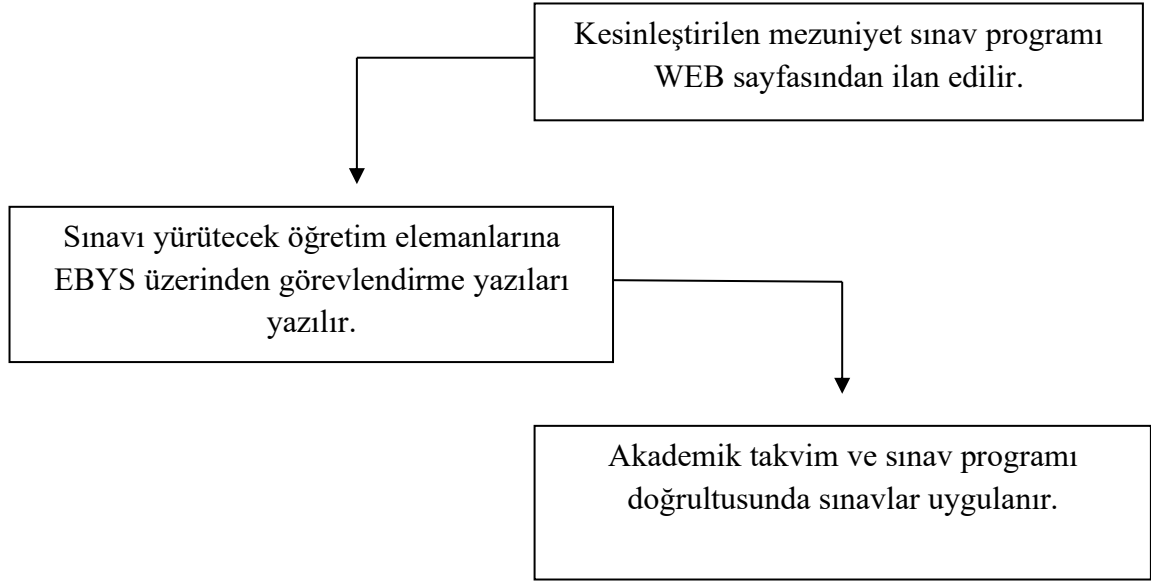 Kesinleştirilen mezuniyet sınav programı
WEB sayfasından ilan edilir.
Sınavı yürütecek öğretim elemanlarına
EBYS üzerinden görevlendirme yazıları
yazılır.
Akademik takvim ve sınav programı
doğrultusunda sınavlar uygulanır.